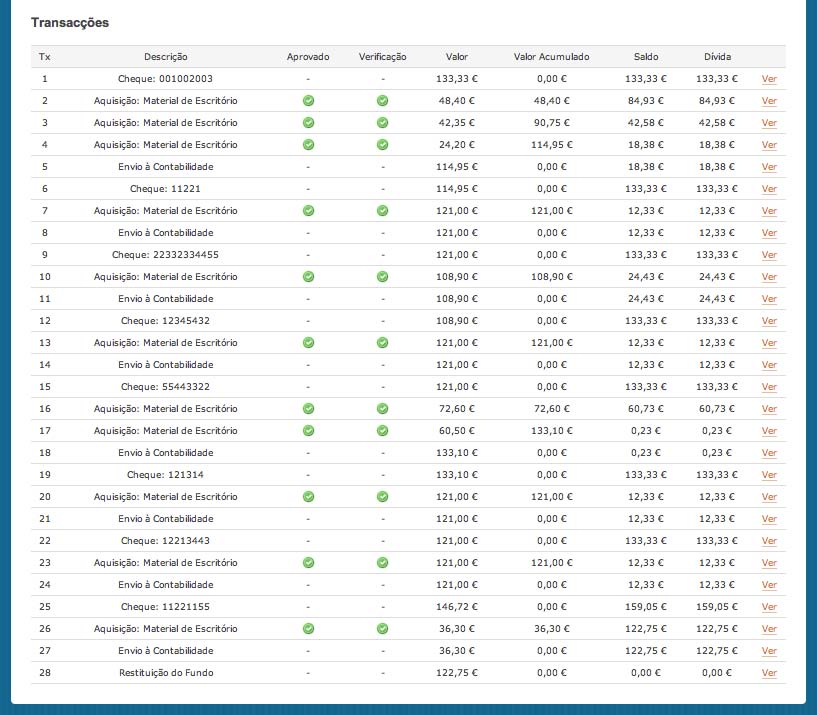 Transacções
Tx Descrição Aprovado Verificação Valor Valor Acumulado Saldo Dívida
1 Cheque: 001002003 - - 133,33 € 0,00 € 133,33 € 133,33 € Ver
2 Aquisição: Material de Escritório 48,40 € 48,40 € 84,93 € 84,93 € Ver
3 Aquisição: Material de Escritório 42,35 € 90,75 € 42,58 € 42,58 € Ver
4 Aquisição: Material de Escritório 24,20 € 114,95 € 18,38 € 18,38 € Ver
5 Envio à Contabilidade - - 114,95 € 0,00 € 18,38 € 18,38 € Ver
6 Cheque: 11221 - - 114,95 € 0,00 € 133,33 € 133,33 € Ver
7 Aquisição: Material de Escritório 121,00 € 121,00 € 12,33 € 12,33 € Ver
8 Envio à Contabilidade - - 121,00 € 0,00 € 12,33 € 12,33 € Ver
9 Cheque: 22332334455 - - 121,00 € 0,00 € 133,33 € 133,33 € Ver
10 Aquisição: Material de Escritório 108,90 € 108,90 € 24,43 € 24,43 € Ver
11 Envio à Contabilidade - - 108,90 € 0,00 € 24,43 € 24,43 € Ver
12 Cheque: 12345432 - - 108,90 € 0,00 € 133,33 € 133,33 € Ver
13 Aquisição: Material de Escritório 121,00 € 121,00 € 12,33 € 12,33 € Ver
14 Envio à Contabilidade - - 121,00 € 0,00 € 12,33 € 12,33 € Ver
15 Cheque: 55443322 - - 121,00 € 0,00 € 133,33 € 133,33 € Ver
16 Aquisição: Material de Escritório 72,60 € 72,60 € 60,73 € 60,73 € Ver
17 Aquisição: Material de Escritório 60,50 € 133,10 € 0,23 € 0,23 € Ver
18 Envio à Contabilidade - - 133,10 € 0,00 € 0,23 € 0,23 € Ver
19 Cheque: 121314 - - 133,10 € 0,00 € 133,33 € 133,33 € Ver
20 Aquisição: Material de Escritório 121,00 € 121,00 € 12,33 € 12,33 € Ver
21 Envio à Contabilidade - - 121,00 € 0,00 € 12,33 € 12,33 € Ver
22 Cheque: 12213443 - - 121,00 € 0,00 € 133,33 € 133,33 € Ver
23 Aquisição: Material de Escritório 121,00 € 121,00 € 12,33 € 12,33 € Ver
24 Envio à Contabilidade - - 121,00 € 0,00 € 12,33 € 12,33 € Ver
25 Cheque: 11221155 - - 146,72 € 0,00 € 159,05 € 159,05 € Ver
26 Aquisição: Material de Escritório 36,30 € 36,30 € 122,75 € 122,75 € Ver
27 Envio à Contabilidade - - 36,30 € 0,00 € 122,75 € 122,75 € Ver
28 Restituição do Fundo - - 122,75 € 0,00 € 0,00 € 0,00 € Ver